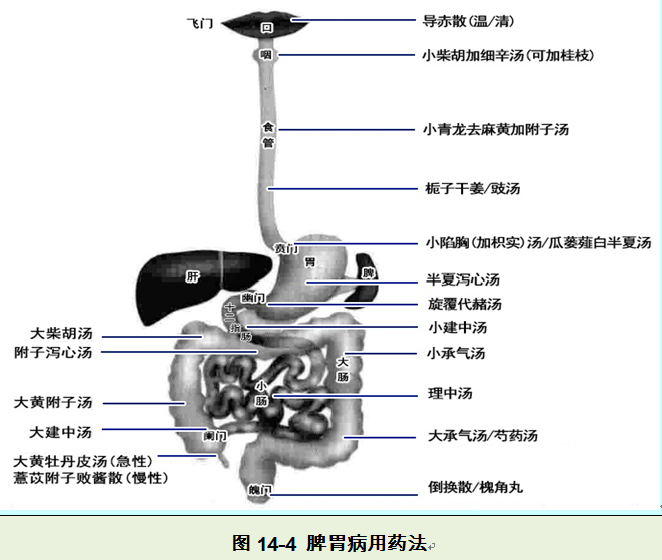 飞门
口
导赤散(温/清)
咽
小柴胡加细辛汤(可加桂枝)
食管
小青龙去麻黄加附子汤
栀子干姜/豉汤
贲门
小陷胸(加枳实)汤/瓜蒌薤白半夏汤
胃
肝
脾
半夏泻心汤
幽门
旋覆代赭汤
十二指肠
小建中汤
大柴胡汤
附子泻心汤
小承气汤
大肠
小肠
理中汤
大黄附子汤
大建中汤
阑门
大承气汤/芍药汤
大黄牡丹皮汤(急性)
薏苡附子败酱散(慢性)
魄门
倒换散/槐角丸
图 14-4 脾胃病用药法